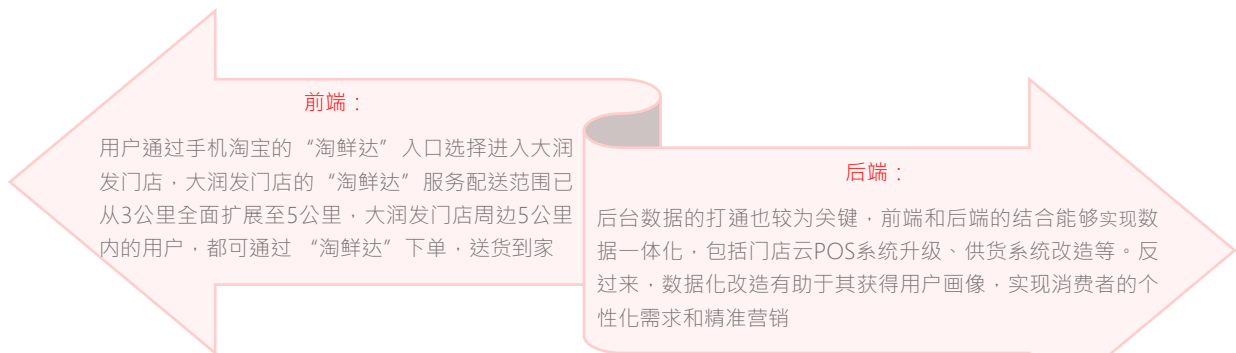 前端：
用户通过手机淘宝的 “淘鲜达” 入口选择进入大润
发门店，大润发门店的 “淘鲜达” 服务配送范围已
从3公里全面扩展至5公里，大润发门店周边5公里
内的用户，都可通过 “淘鲜达” 下单，送货到家
后端：
后台数据的打通也较为关键，前端和后端的结合能够实现数
据一体化，包括门店云POS系统升级、供货系统改造等。反
过来，数据化改造有助于其获得用户画像，实现消费者的个
性化需求和精准营销